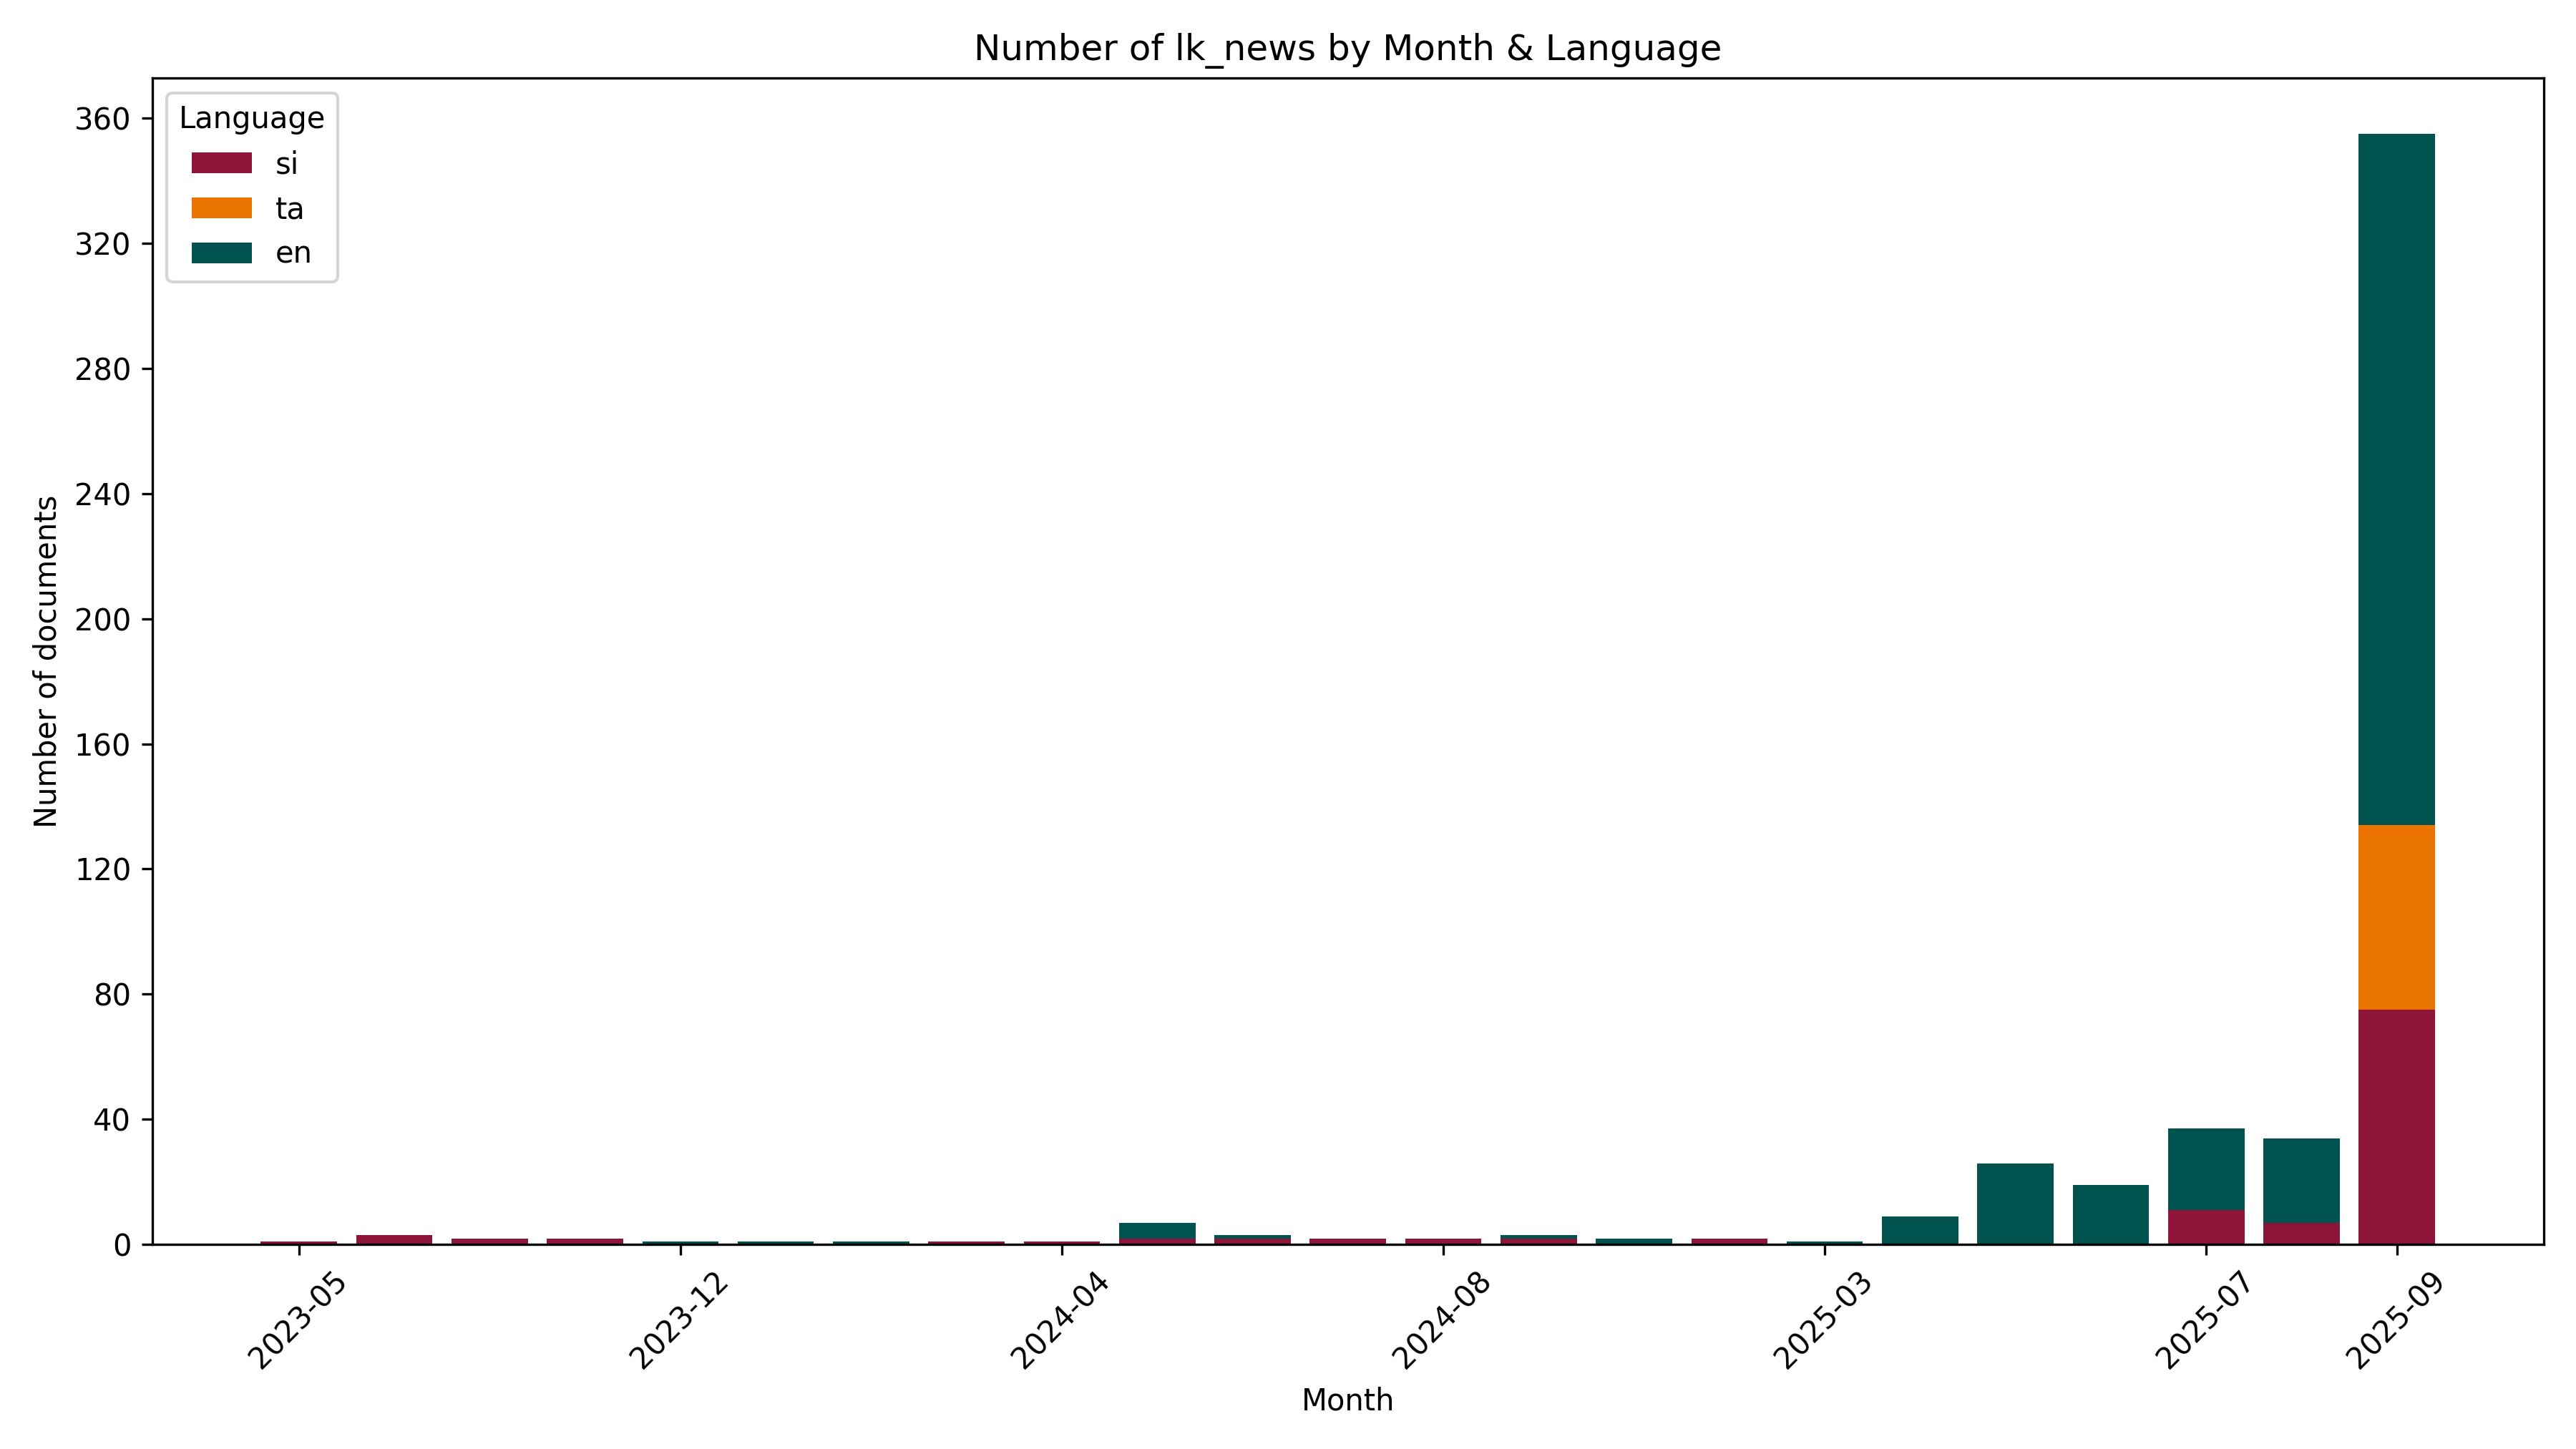 Number of lk_news by Month & Language
Language
si
ta
en
Number of documents
360
320
280
240
200
160
120
80
40
0
2023-05
2023-12
2024-04
2024-08
2025-03
2025-07
2025-09
Month